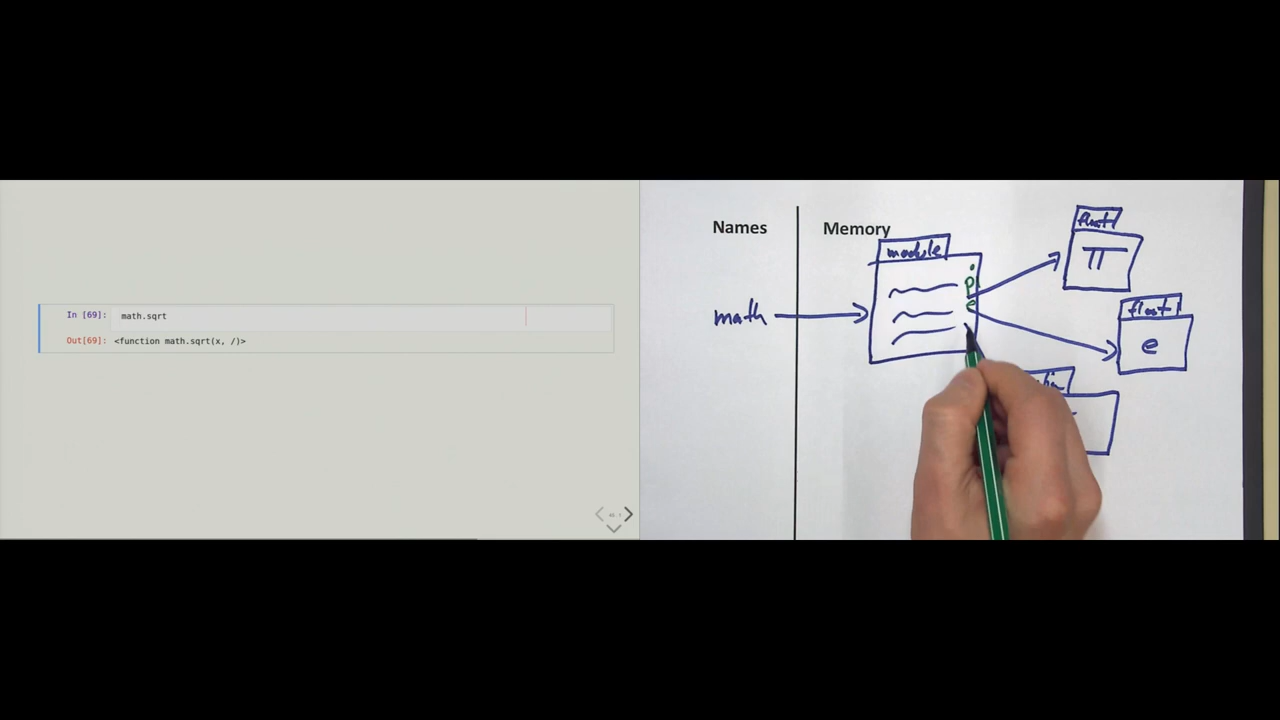 In [69]: math.sqrt
Out[69]: <function math.sqrt(x, /)>
Names Memory
module
float
π
math
p
e
float
e